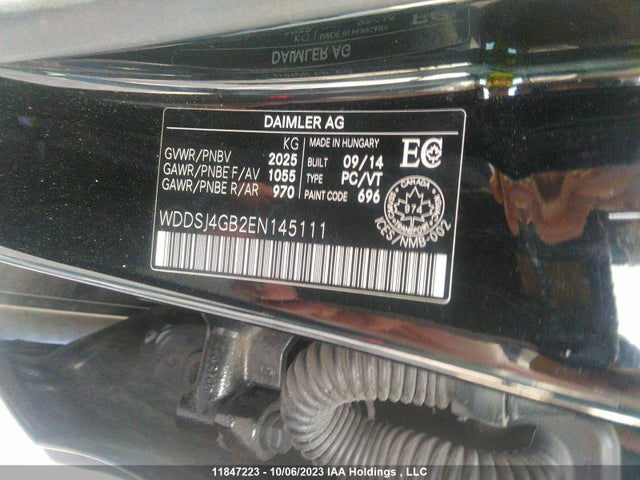 DAIMLER AG
KG
GVWR/PNBV 2025
GAWR/PNBE F/AV 1055
GAWR/PNBE R/AR 970
MADE IN HUNGARY
BUILT 09/14
TYPE PC/VT
PAINT CODE 696
EC
974
TRANSPORT
ICES/NMB-002
WDDSJ4GB2EN145111
11847223 - 10/06/2023 IAA Holdings , LLC